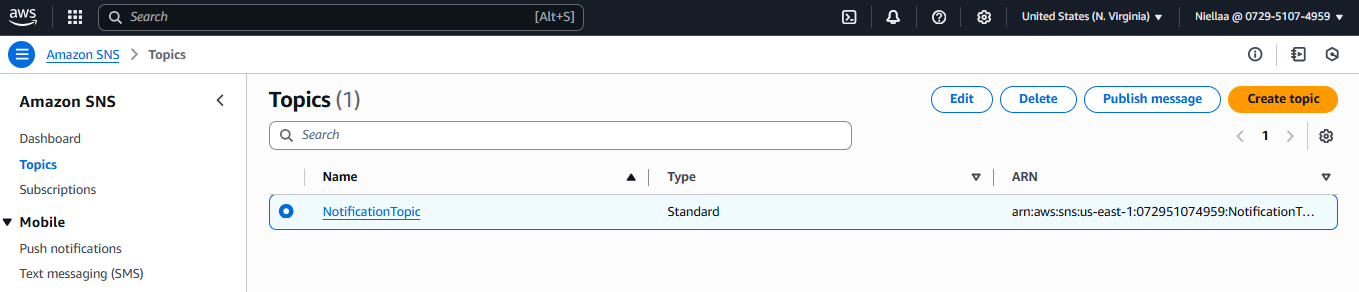 aws Search [Alt+S] United States (N. Virginia) Niellaa @ 0729-5107-4959
Amazon SNS Topics
Amazon SNS
Dashboard
Topics
Subscriptions
Mobile
Push notifications
Text messaging (SMS)
Topics (1) Edit Delete Publish message Create topic
Search 1
Name Type ARN
NotificationTopic Standard arn:aws:sns:us-east-1:072951074959:NotificationT...